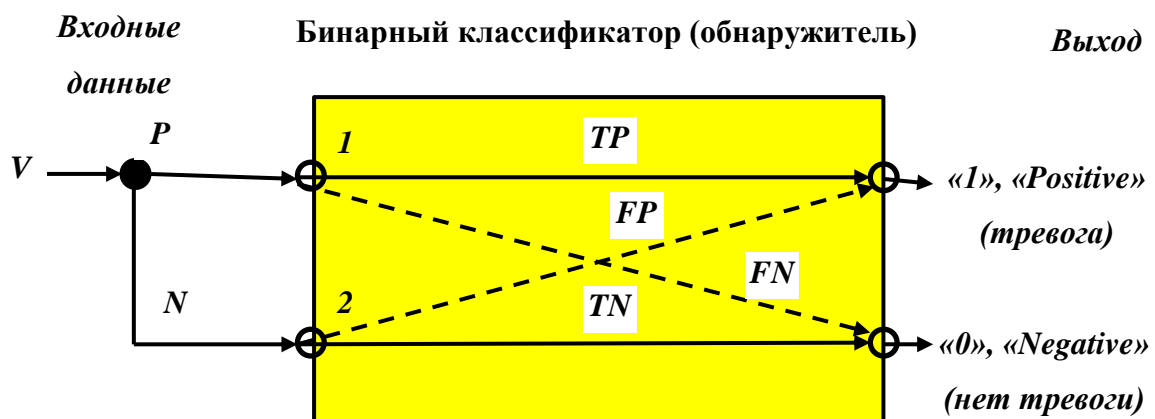 Входные
данные
Бинарный классификатор (обнаружитель)
Выход
P
1
TP
V
«1», «Positive»
(тревога)
FP
FN
N
2
TN
«0», «Negative»
(нет тревоги)